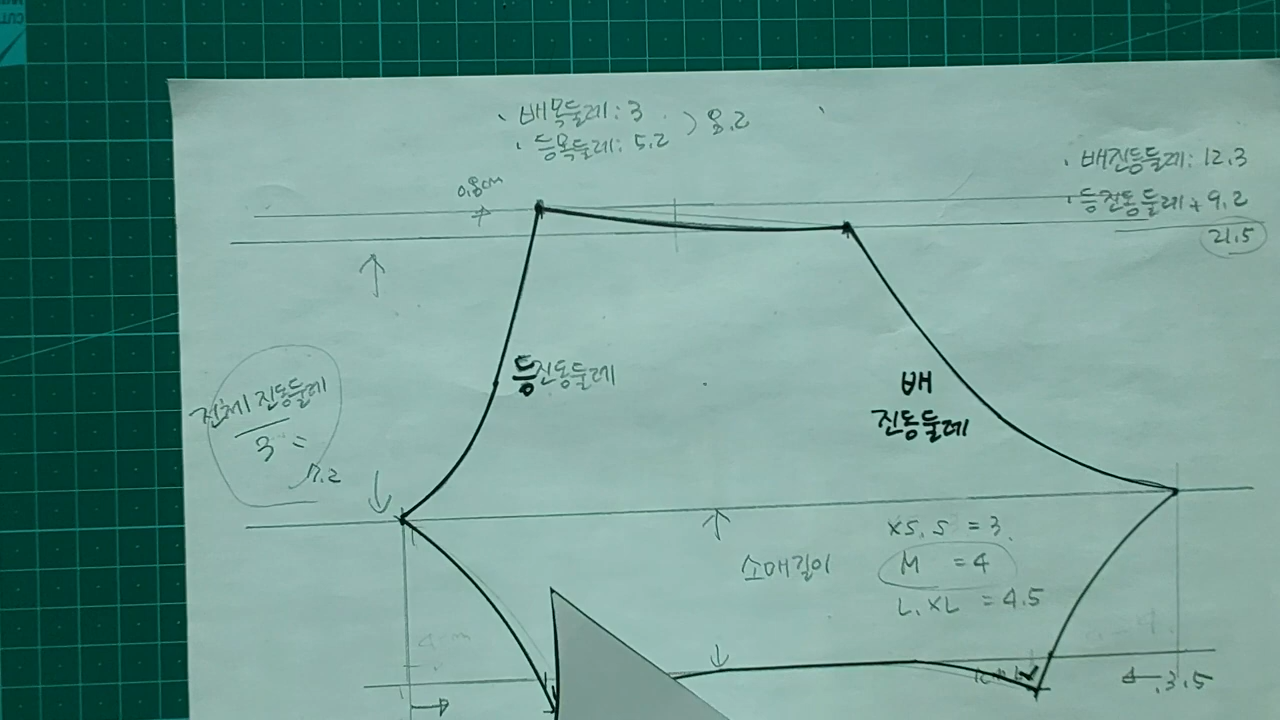 · 배목둘레: 3
· 등목둘레: 5.2
) 8.2
· 배진동둘레: 12.3
· 등진동둘레 + 9.2
21.5
0.8cm
등진동둘레
배
진동둘레
전체 진동둘레
3 =
7.2
소매길이
XS, S = 3
M = 4
L, XL = 4.5
3.5